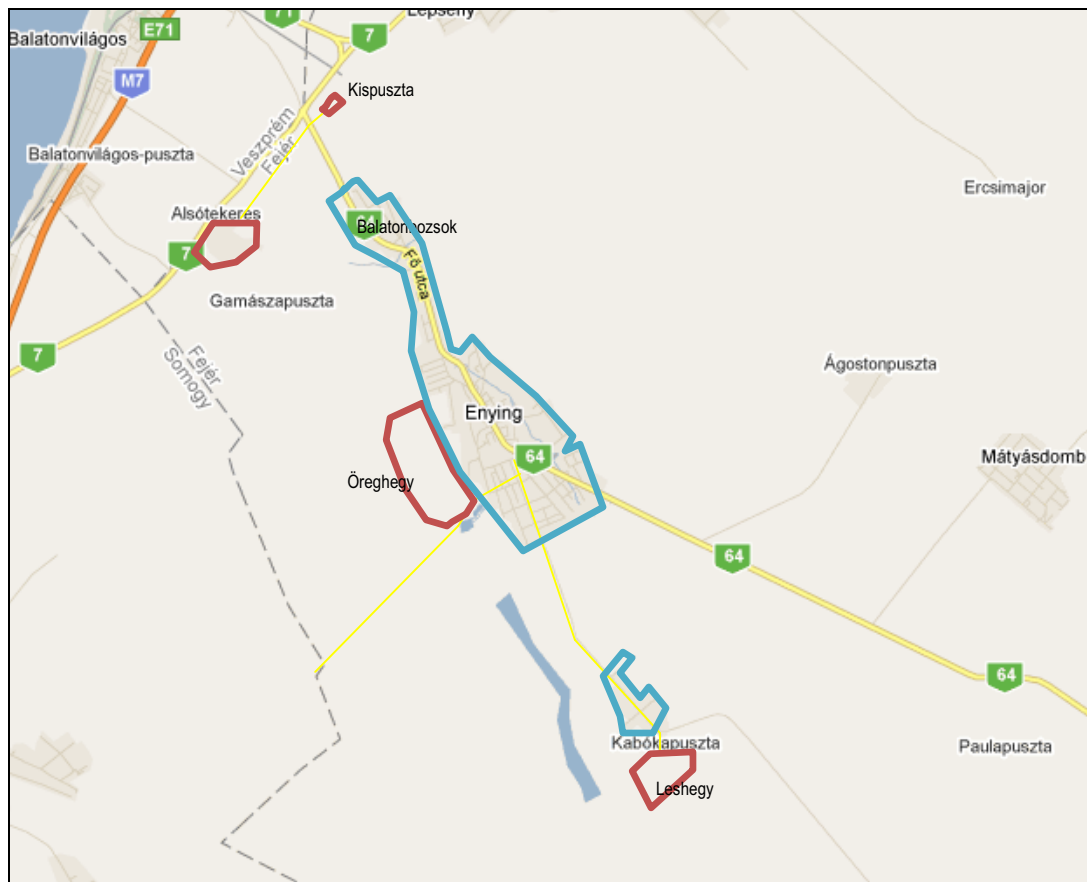 Lepsény
71
Balatonvilágos
E71
7
M7
Kispuszta
Veszprém
Fejér
Balatonvilágos-puszta
Ercsimajor
Alsótekeres
Balatonbozsok
7
Fő utca
Gamászapuszta
7
Fejér
Somogy
Ágostonpuszta
Enying
64
Mátyásdomb
Öreghegy
64
64
Kabókapuszta
Paulapuszta
Leshegy